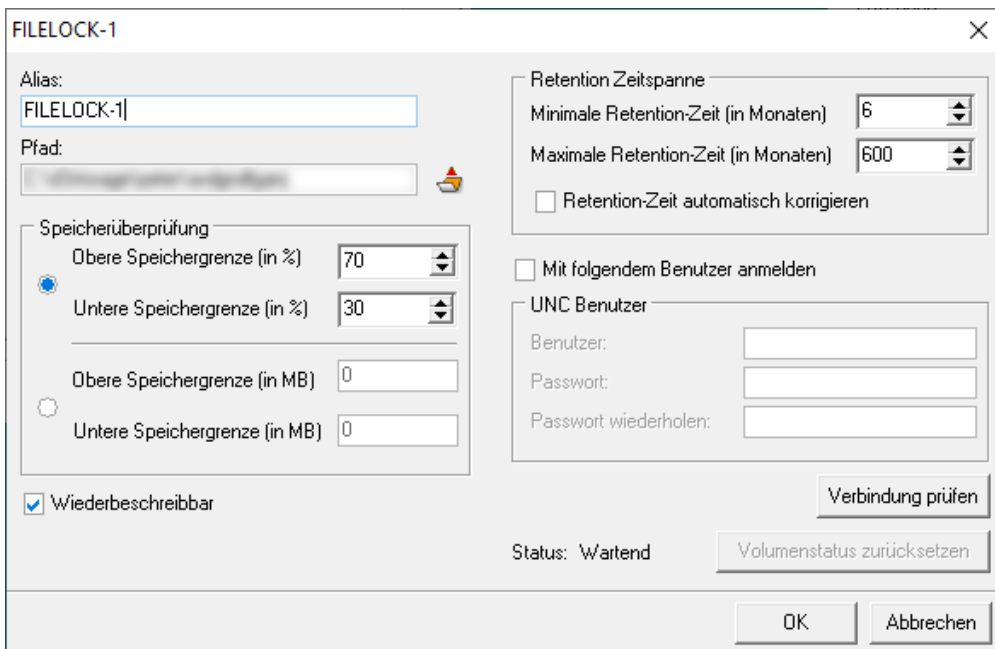 FILELOCK-1
Alias:
FILELOCK-1
Pfad:
Speicherüberprüfung
Obere Speichergrenze (in %) 70
Untere Speichergrenze (in %) 30
Obere Speichergrenze (in MB) 0
Untere Speichergrenze (in MB) 0
Wiederbeschreibbar
Retention Zeitspanne
Minimale Retention-Zeit (in Monaten) 6
Maximale Retention-Zeit (in Monaten) 600
Retention-Zeit automatisch korrigieren
Mit folgendem Benutzer anmelden
UNC Benutzer
Benutzer:
Passwort:
Passwort wiederholen:
Verbindung prüfen
Status: Wartend
Volumenstatus zurücksetzen
OK
Abbrechen